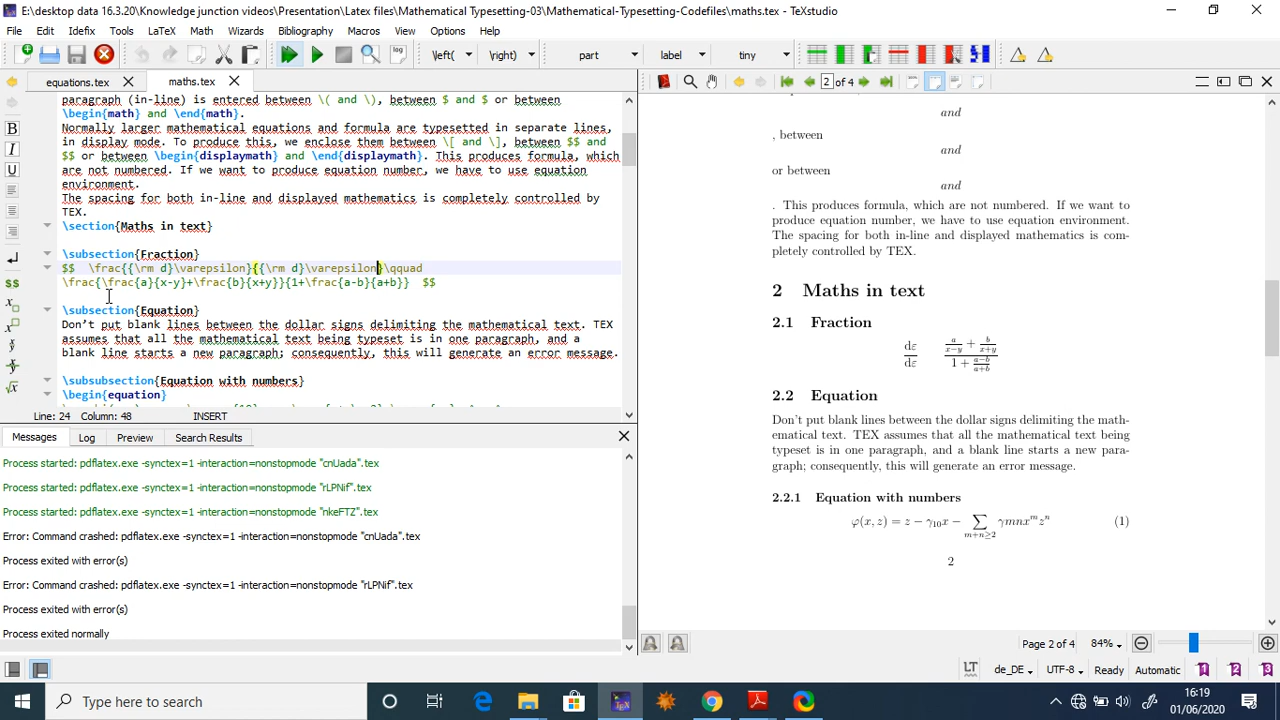 E:\desktop data 16.3.20\Knowledge junction videos\Presentation\Latex files\Mathematical Typesetting-03\Mathematical-Typesetting-Codefiles\maths.tex - TeXstudio
File Edit Idefix Tools LaTeX Math Wizards Bibliography Macros View Options Help
\left( \right) part label tiny
equations.tex maths.tex
2 of 4
paragraph (in-line) is entered between \( and \), between $ and $ or between
\begin{math} and \end{math}.
Normally larger mathematical equations and formula are typesetted in separate lines,
in display mode. To produce this, we enclose them between \[ and \], between $$ and
$$ or between \begin{displaymath} and \end{displaymath}. This produces formula, which
are not numbered. If we want to produce equation number, we have to use equation
environment.
The spacing for both in-line and displayed mathematics is completely controlled by
TEX.
\section{Maths in text}
\subsection{Fraction}
$$ \frac{{\rm d}\varepsilon}{{\rm d}\varepsilon}\qquad
\frac{\frac{a}{x-y}+\frac{b}{x+y}}{1+\frac{a-b}{a+b}} $$
\subsection{Equation}
Don't put blank lines between the dollar signs delimiting the mathematical text. TEX
assumes that all the mathematical text being typeset is in one paragraph, and a
blank line starts a new paragraph; consequently, this will generate an error message.
\subsubsection{Equation with numbers}
\begin{equation}
Line: 24 Column: 48 INSERT
Messages Log Preview Search Results
Process started: pdflatex.exe -synctex=1 -interaction=nonstopmode "cnUada".tex
Process started: pdflatex.exe -synctex=1 -interaction=nonstopmode "rLPNif".tex
Process started: pdflatex.exe -synctex=1 -interaction=nonstopmode "nkeFTZ".tex
Error: Command crashed: pdflatex.exe -synctex=1 -interaction=nonstopmode "cnUada".tex
Process exited with error(s)
Error: Command crashed: pdflatex.exe -synctex=1 -interaction=nonstopmode "rLPNif".tex
Process exited with error(s)
Process exited normally
and
, between
and
or between
and
. This produces formula, which are not numbered. If we want to
produce equation number, we have to use equation environment.
The spacing for both in-line and displayed mathematics is com-
pletely controlled by TEX.
2 Maths in text
2.1 Fraction
dε/dε (a/(x−y) + b/(x+y))/(1 + (a−b)/(a+b))
2.2 Equation
Don't put blank lines between the dollar signs delimiting the math-
ematical text. TEX assumes that all the mathematical text being
typeset is in one paragraph, and a blank line starts a new para-
graph; consequently, this will generate an error message.
2.2.1 Equation with numbers
φ(x, z) = z − γ₁₀x − ∑ m+n≥2 γmnxᵐzⁿ (1)
2
Page 2 of 4 84%
LT de_DE UTF-8 Ready Automatic 1 2 3
Type here to search
16:19
01/06/2020